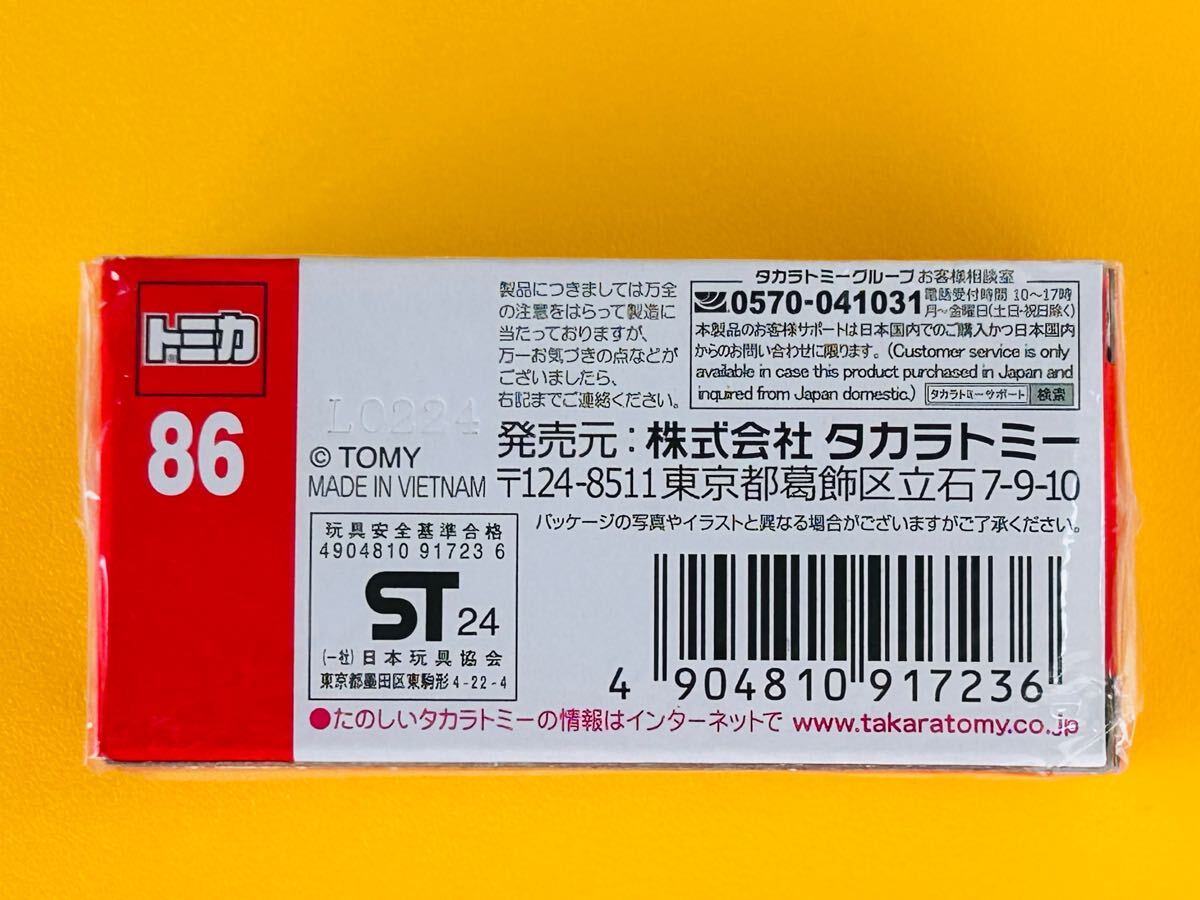 トミカ
®
86
L0224
© TOMY
MADE IN VIETNAM
製品につきましては万全
の注意をはらって製造に
当たっておりますが、
万一お気づきの点などが
ございましたら、
右記までご連絡ください。
タカラトミーグループ お客様相談室
0570-041031 電話受付時間 10〜17時
月〜金曜日(土日・祝日除く)
本製品のお客様サポートは日本国内でのご購入かつ日本国内
からのお問い合わせに限ります。(Customer service is only
available in case this product purchased in Japan and
inquired from Japan domestic.) タカラトミーサポート 検索
発売元：株式会社 タカラトミー
〒124-8511 東京都葛飾区立石7-9-10
パッケージの写真やイラストと異なる場合がございますがご了承ください。
玩具安全基準合格
4904810 91723 6
ST 24
(一社)日本玩具協会
東京都墨田区東駒形4-22-4
4 904810 917236
●たのしいタカラトミーの情報はインターネットで www.takaratomy.co.jp